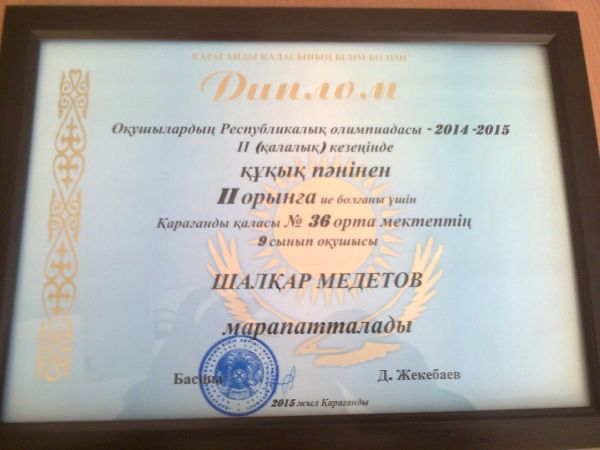 ҚАРАҒАНДЫ ҚАЛАСЫНЫҢ БІЛІМ БӨЛІМІ
Диплом
Оқушылардың Республикалық олимпиадасы - 2014 -2015
II (қалалық) кезеңінде
құқық пәнінен
II орынға ие болғаны үшін
Қарағанды қаласы № 36 орта мектептің
9 сынып оқушысы
ШАЛҚАР МЕДЕТОВ
марапатталады
Басшы Д. Жекебаев
2015 жыл Қарағанды